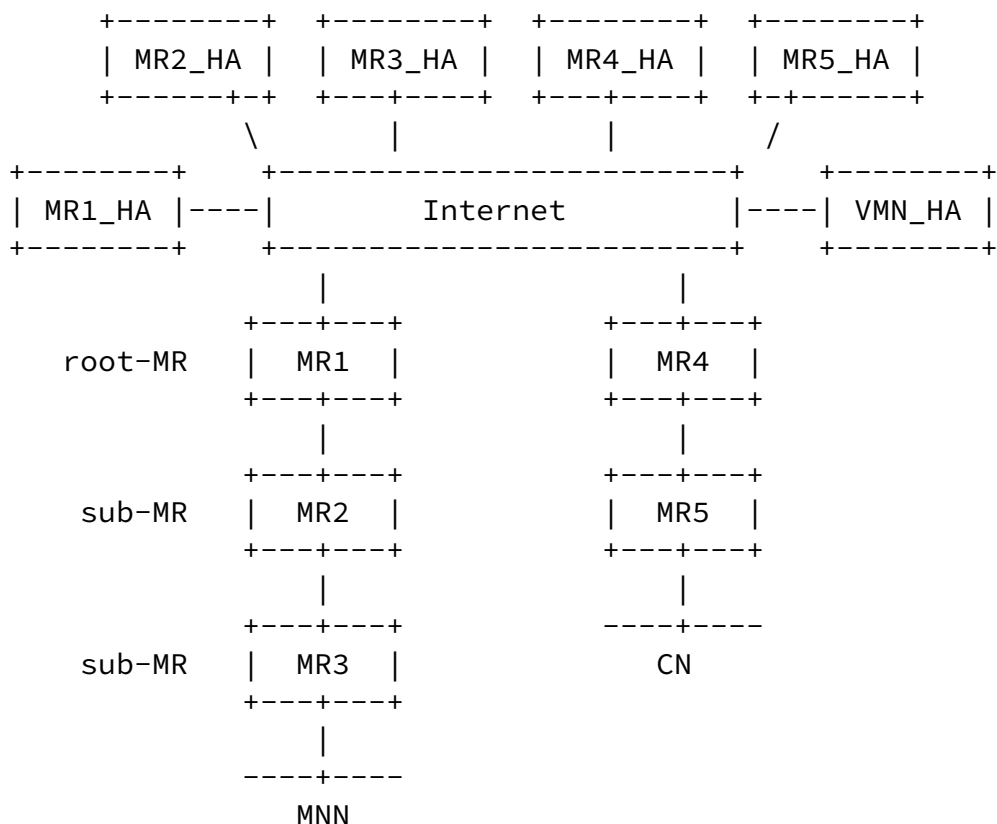 MR2_HA MR3_HA MR4_HA MR5_HA
MR1_HA Internet VMN_HA
root-MR MR1 MR4
sub-MR MR2 MR5
sub-MR MR3 CN
MNN